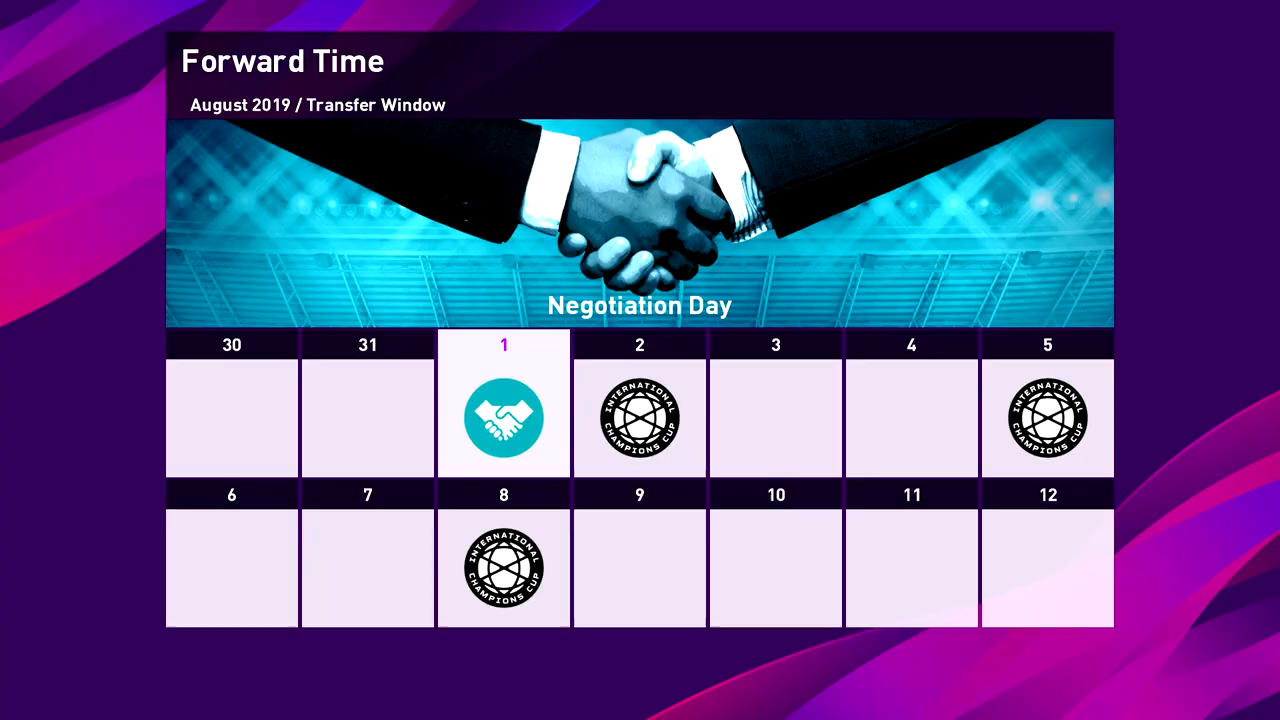 Forward Time
August 2019 / Transfer Window
Negotiation Day
30 31 1 2 3 4 5
INTERNATIONAL CHAMPIONS CUP
INTERNATIONAL CHAMPIONS CUP
6 7 8 9 10 11 12
INTERNATIONAL CHAMPIONS CUP